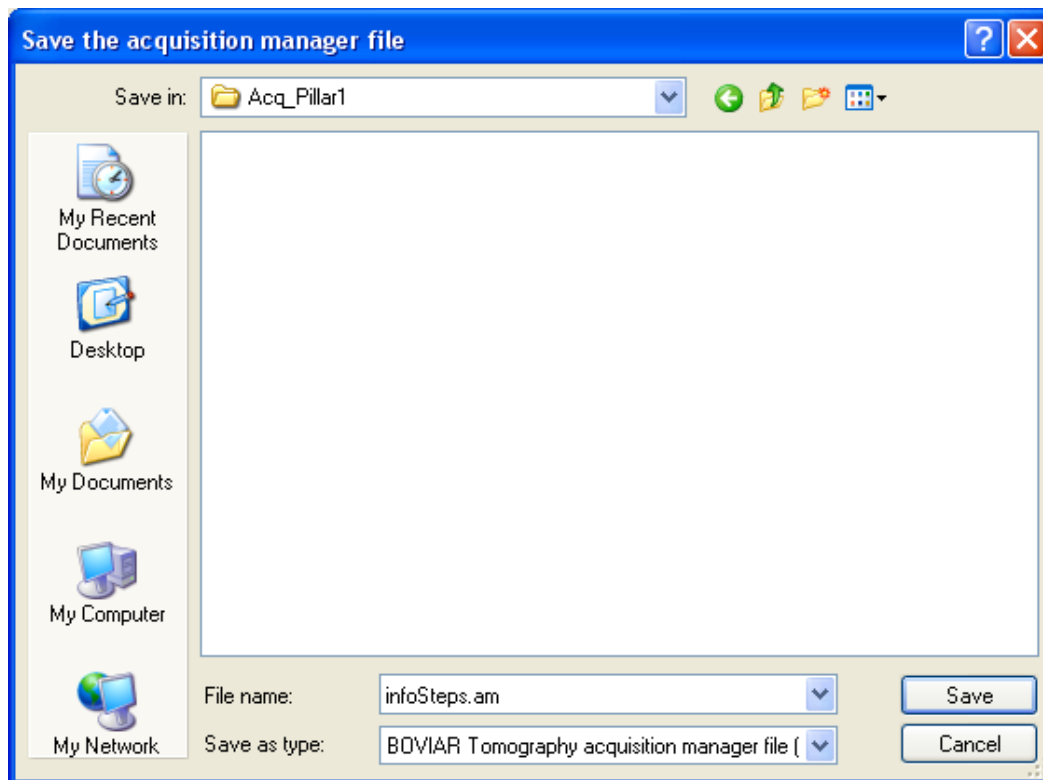 Save the acquisition manager file
Save in:
Acq_Pillar1
My Recent
Documents
Desktop
My Documents
My Computer
My Network
File name:
infoSteps.am
Save
Save as type:
BOVIAR Tomography acquisition manager file (
Cancel